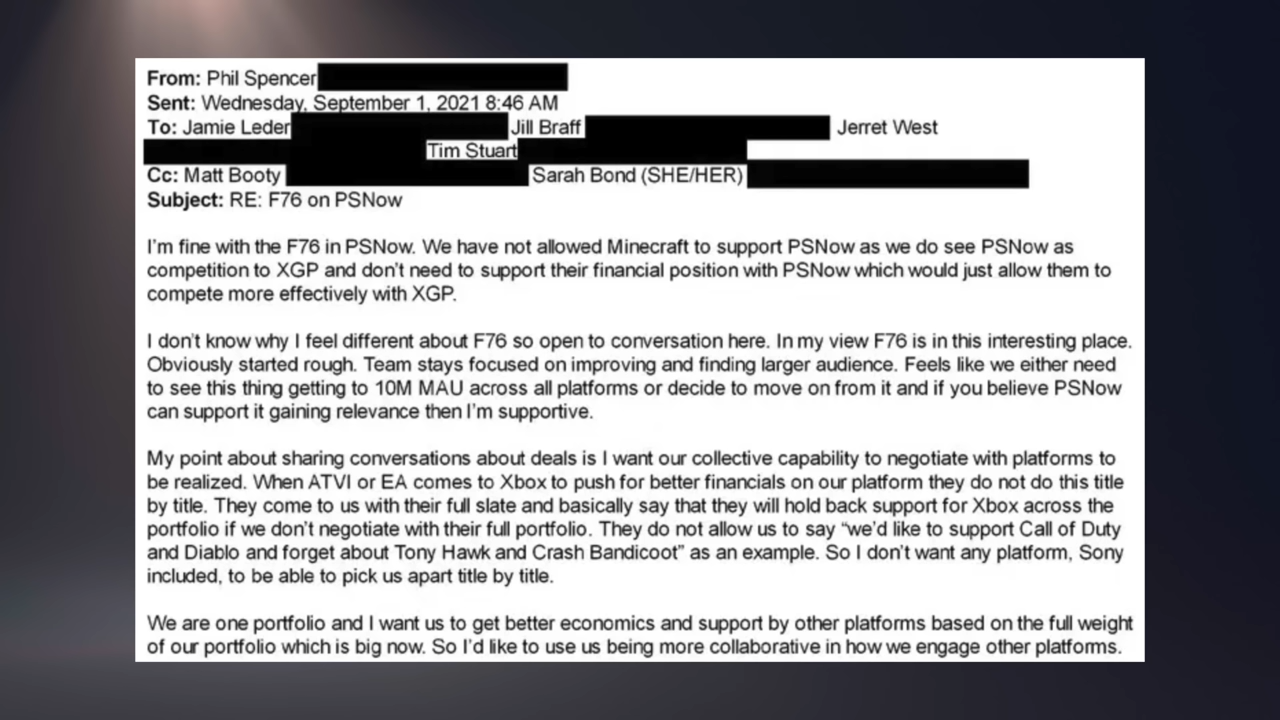 From: Phil Spencer
Sent: Wednesday, September 1, 2021 8:46 AM
To: Jamie Leder Jill Braff Jerret West
Tim Stuart
Cc: Matt Booty Sarah Bond (SHE/HER)
Subject: RE: F76 on PSNow
I'm fine with the F76 in PSNow. We have not allowed Minecraft to support PSNow as we do see PSNow as
competition to XGP and don't need to support their financial position with PSNow which would just allow them to
compete more effectively with XGP.
I don't know why I feel different about F76 so open to conversation here. In my view F76 is in this interesting place.
Obviously started rough. Team stays focused on improving and finding larger audience. Feels like we either need
to see this thing getting to 10M MAU across all platforms or decide to move on from it and if you believe PSNow
can support it gaining relevance then I'm supportive.
My point about sharing conversations about deals is I want our collective capability to negotiate with platforms to
be realized. When ATVI or EA comes to Xbox to push for better financials on our platform they do not do this title
by title. They come to us with their full slate and basically say that they will hold back support for Xbox across the
portfolio if we don't negotiate with their full portfolio. They do not allow us to say “we'd like to support Call of Duty
and Diablo and forget about Tony Hawk and Crash Bandicoot” as an example. So I don't want any platform, Sony
included, to be able to pick us apart title by title.
We are one portfolio and I want us to get better economics and support by other platforms based on the full weight
of our portfolio which is big now. So I'd like to use us being more collaborative in how we engage other platforms.